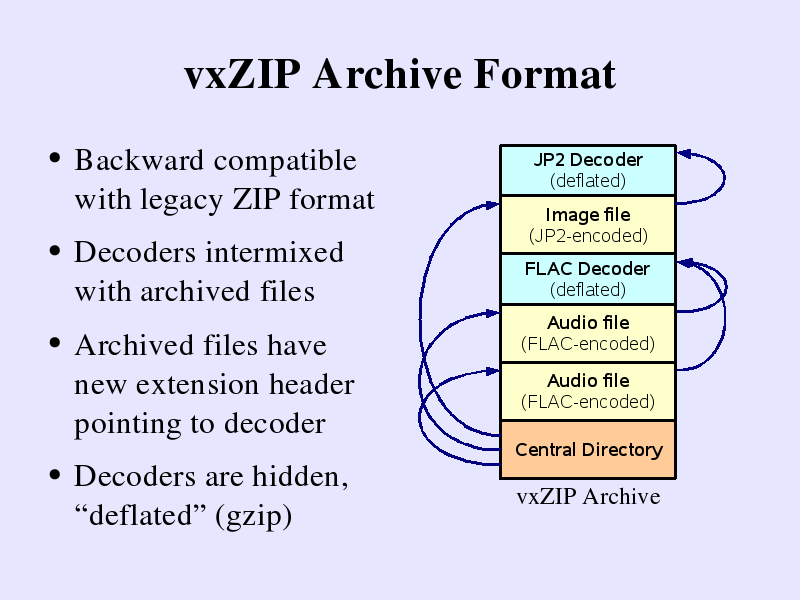 vxZIP Archive Format
• Backward compatible
with legacy ZIP format
• Decoders intermixed
with archived files
• Archived files have
new extension header
pointing to decoder
• Decoders are hidden,
“deflated” (gzip)
JP2 Decoder
(deflated)
Image file
(JP2-encoded)
FLAC Decoder
(deflated)
Audio file
(FLAC-encoded)
Audio file
(FLAC-encoded)
Central Directory
vxZIP Archive